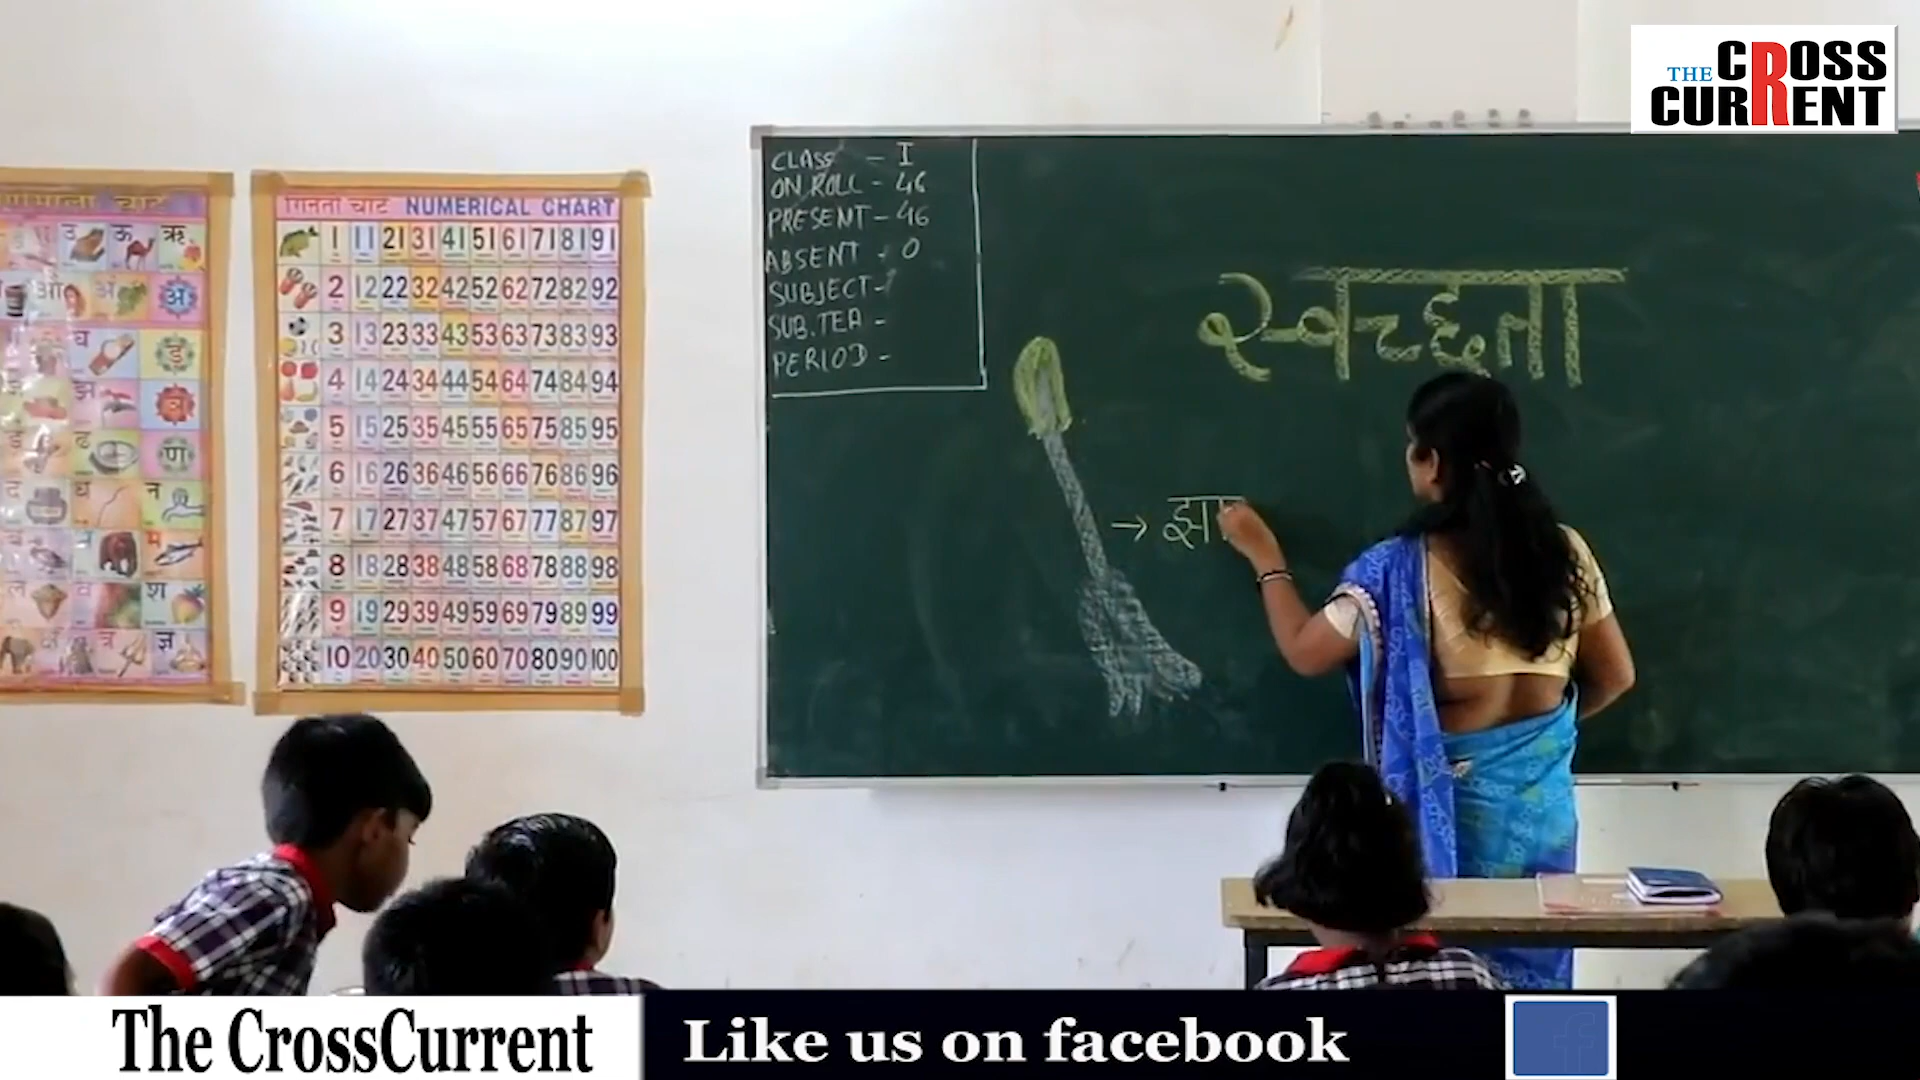 THE CROSS
CURRENT
CLASS - I
ON ROLL - 46
PRESENT - 46
ABSENT - 0
SUBJECT -
SUB. TEA -
PERIOD -
स्वच्छता
→ झा
चार्ट
उ ऊ ऋ
ओ अं अः
घ ङ
झ ञ
ढ ण
द ध न
म
व श
त्र ज्ञ
गिनती चार्ट NUMERICAL CHART
1 11 21 31 41 51 61 71 81 91
2 12 22 32 42 52 62 72 82 92
3 13 23 33 43 53 63 73 83 93
4 14 24 34 44 54 64 74 84 94
5 15 25 35 45 55 65 75 85 95
6 16 26 36 46 56 66 76 86 96
7 17 27 37 47 57 67 77 87 97
8 18 28 38 48 58 68 78 88 98
9 19 29 39 49 59 69 79 89 99
10 20 30 40 50 60 70 80 90 100
The CrossCurrent
Like us on facebook
f